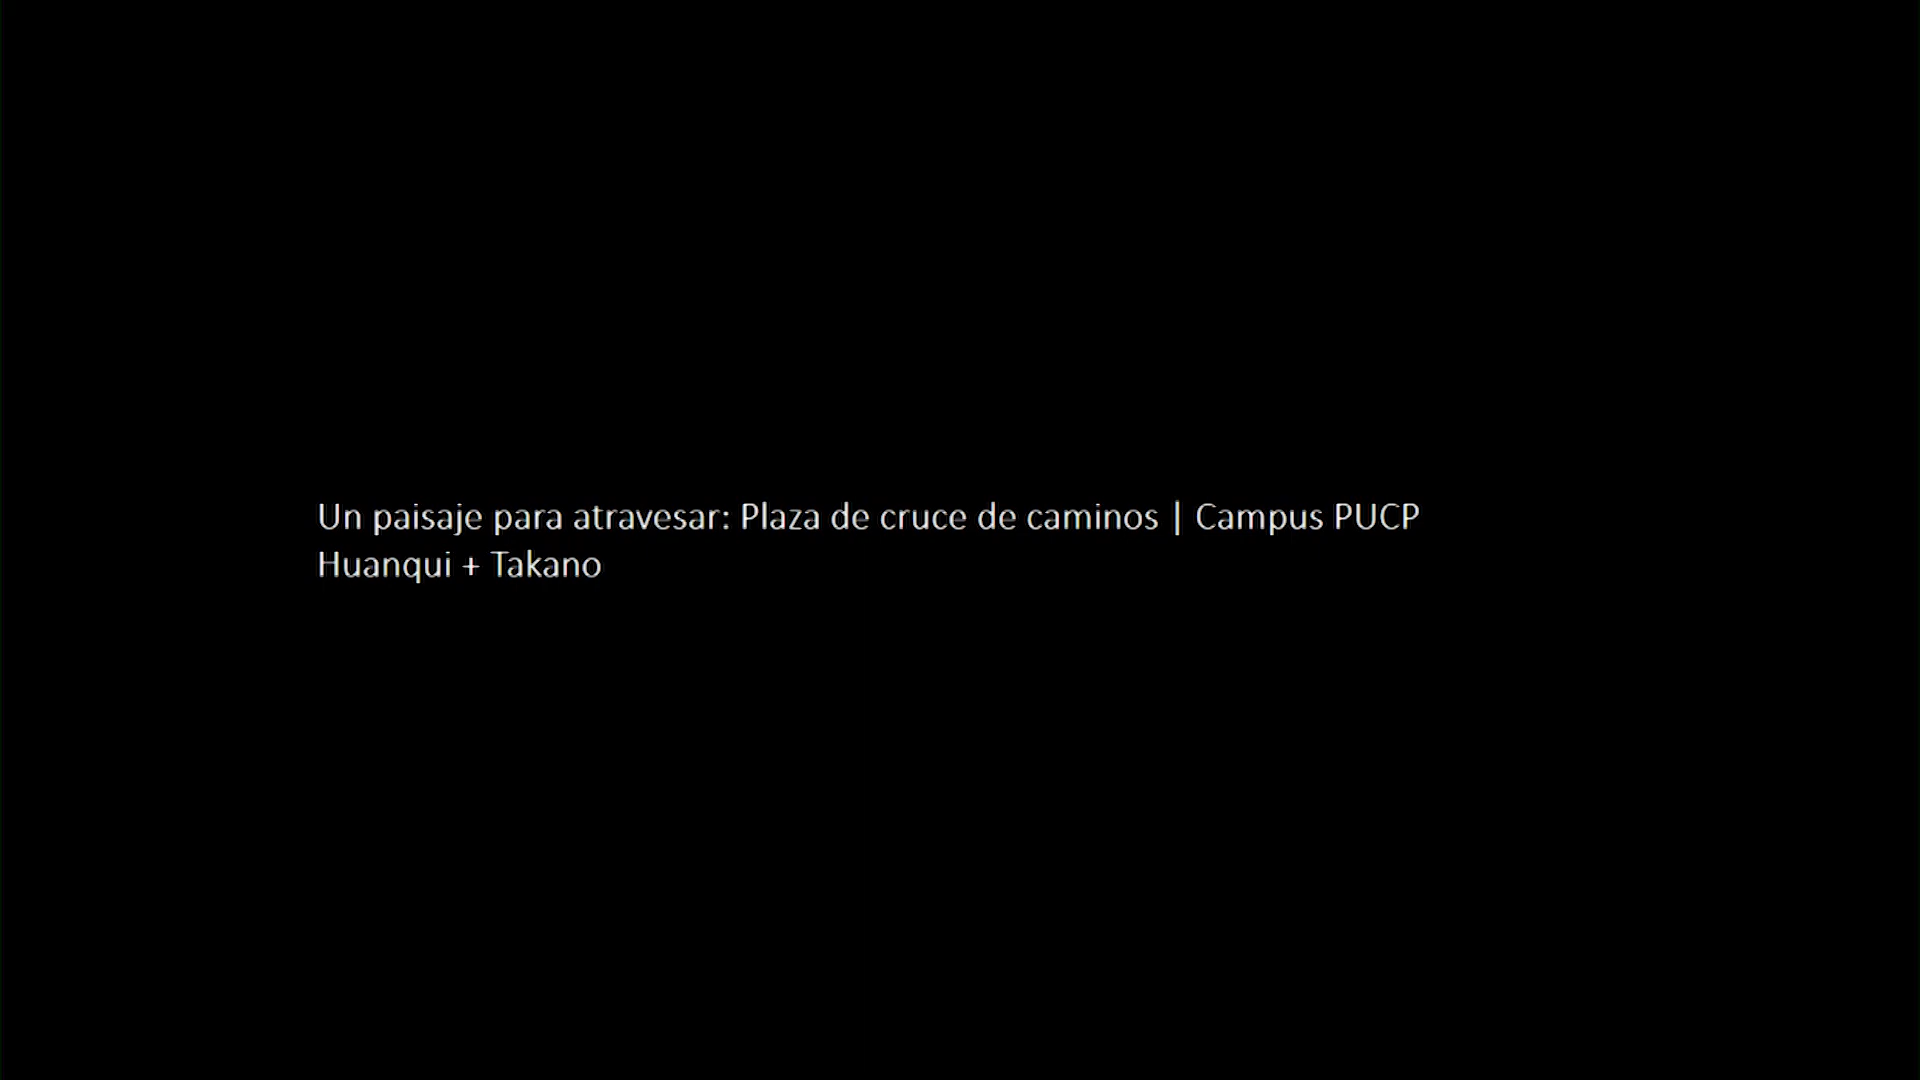 Un paisaje para atravesar: Plaza de cruce de caminos | Campus PUCP
Huanqui + Takano